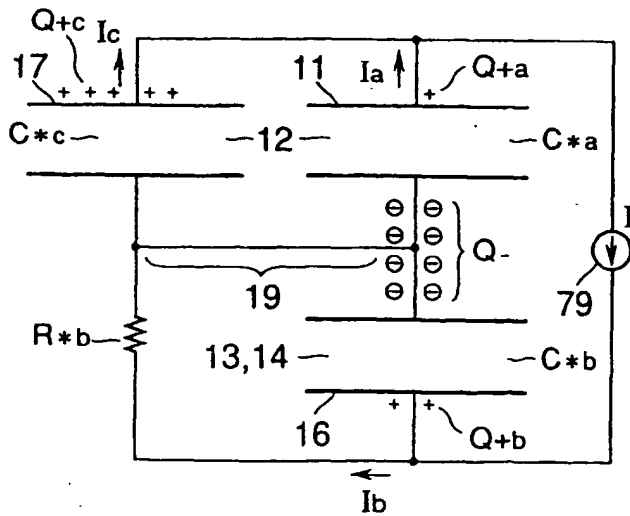 Q+c Ic
17 + + + + + 11 Ia + Q+a
C*c 12 C*a
⊖ ⊖
⊖ ⊖
⊖ ⊖
⊖ ⊖
Q-
I
79
19
R*b 13,14 C*b
16 + + Q+b
Ib